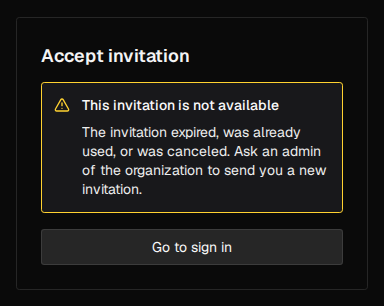 Accept invitation
This invitation is not available
The invitation expired, was already
used, or was canceled. Ask an admin
of the organization to send you a new
invitation.
Go to sign in